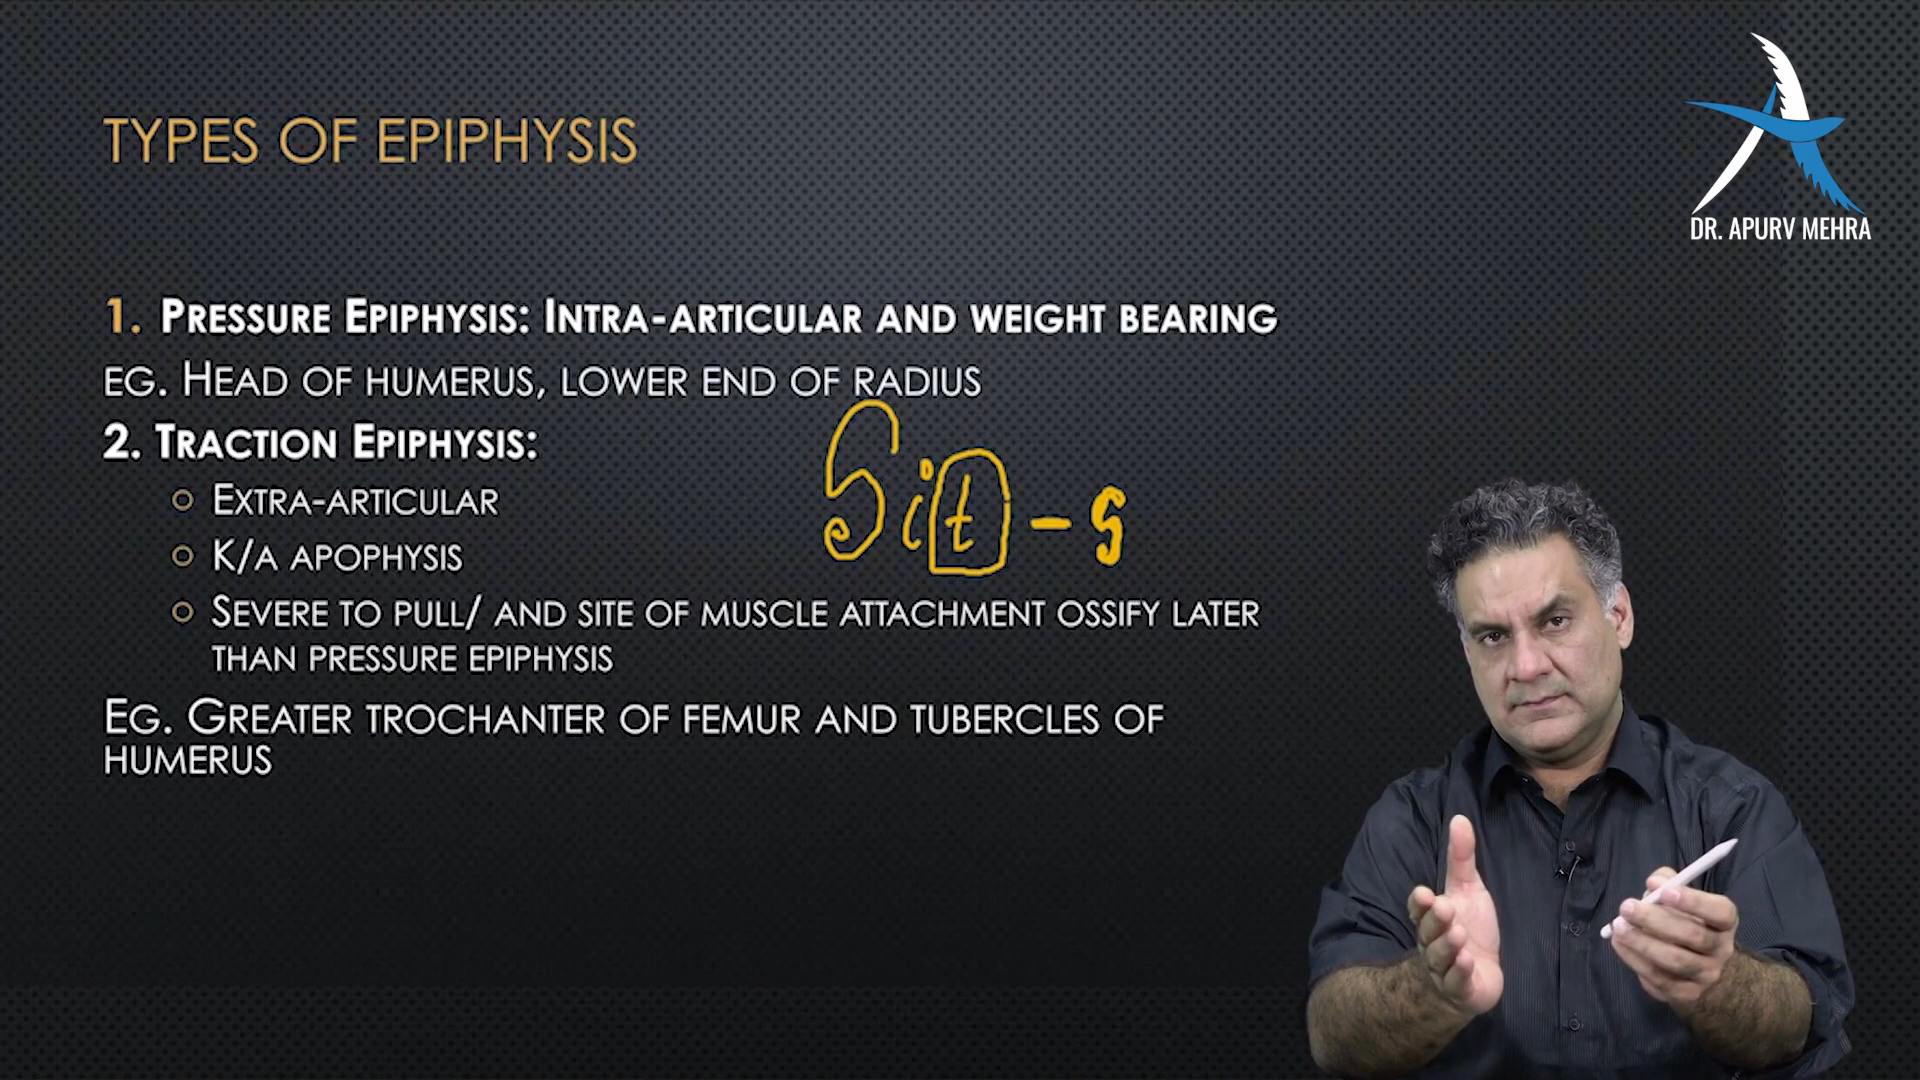 TYPES OF EPIPHYSIS
DR. APURV MEHRA
1. PRESSURE EPIPHYSIS: INTRA-ARTICULAR AND WEIGHT BEARING
EG. HEAD OF HUMERUS, LOWER END OF RADIUS
2. TRACTION EPIPHYSIS:
EXTRA-ARTICULAR
K/A APOPHYSIS
SEVERE TO PULL/ AND SITE OF MUSCLE ATTACHMENT OSSIFY LATER
THAN PRESSURE EPIPHYSIS
EG. GREATER TROCHANTER OF FEMUR AND TUBERCLES OF
HUMERUS
Sit - s